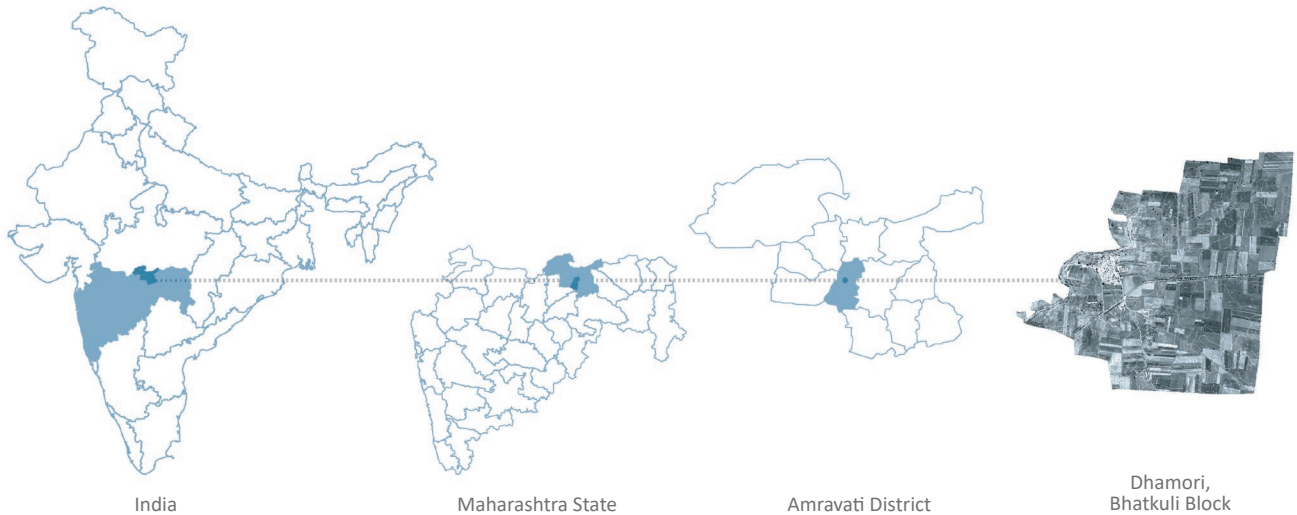 India
Maharashtra State
Amravati District
Dhamori,
Bhatkuli Block